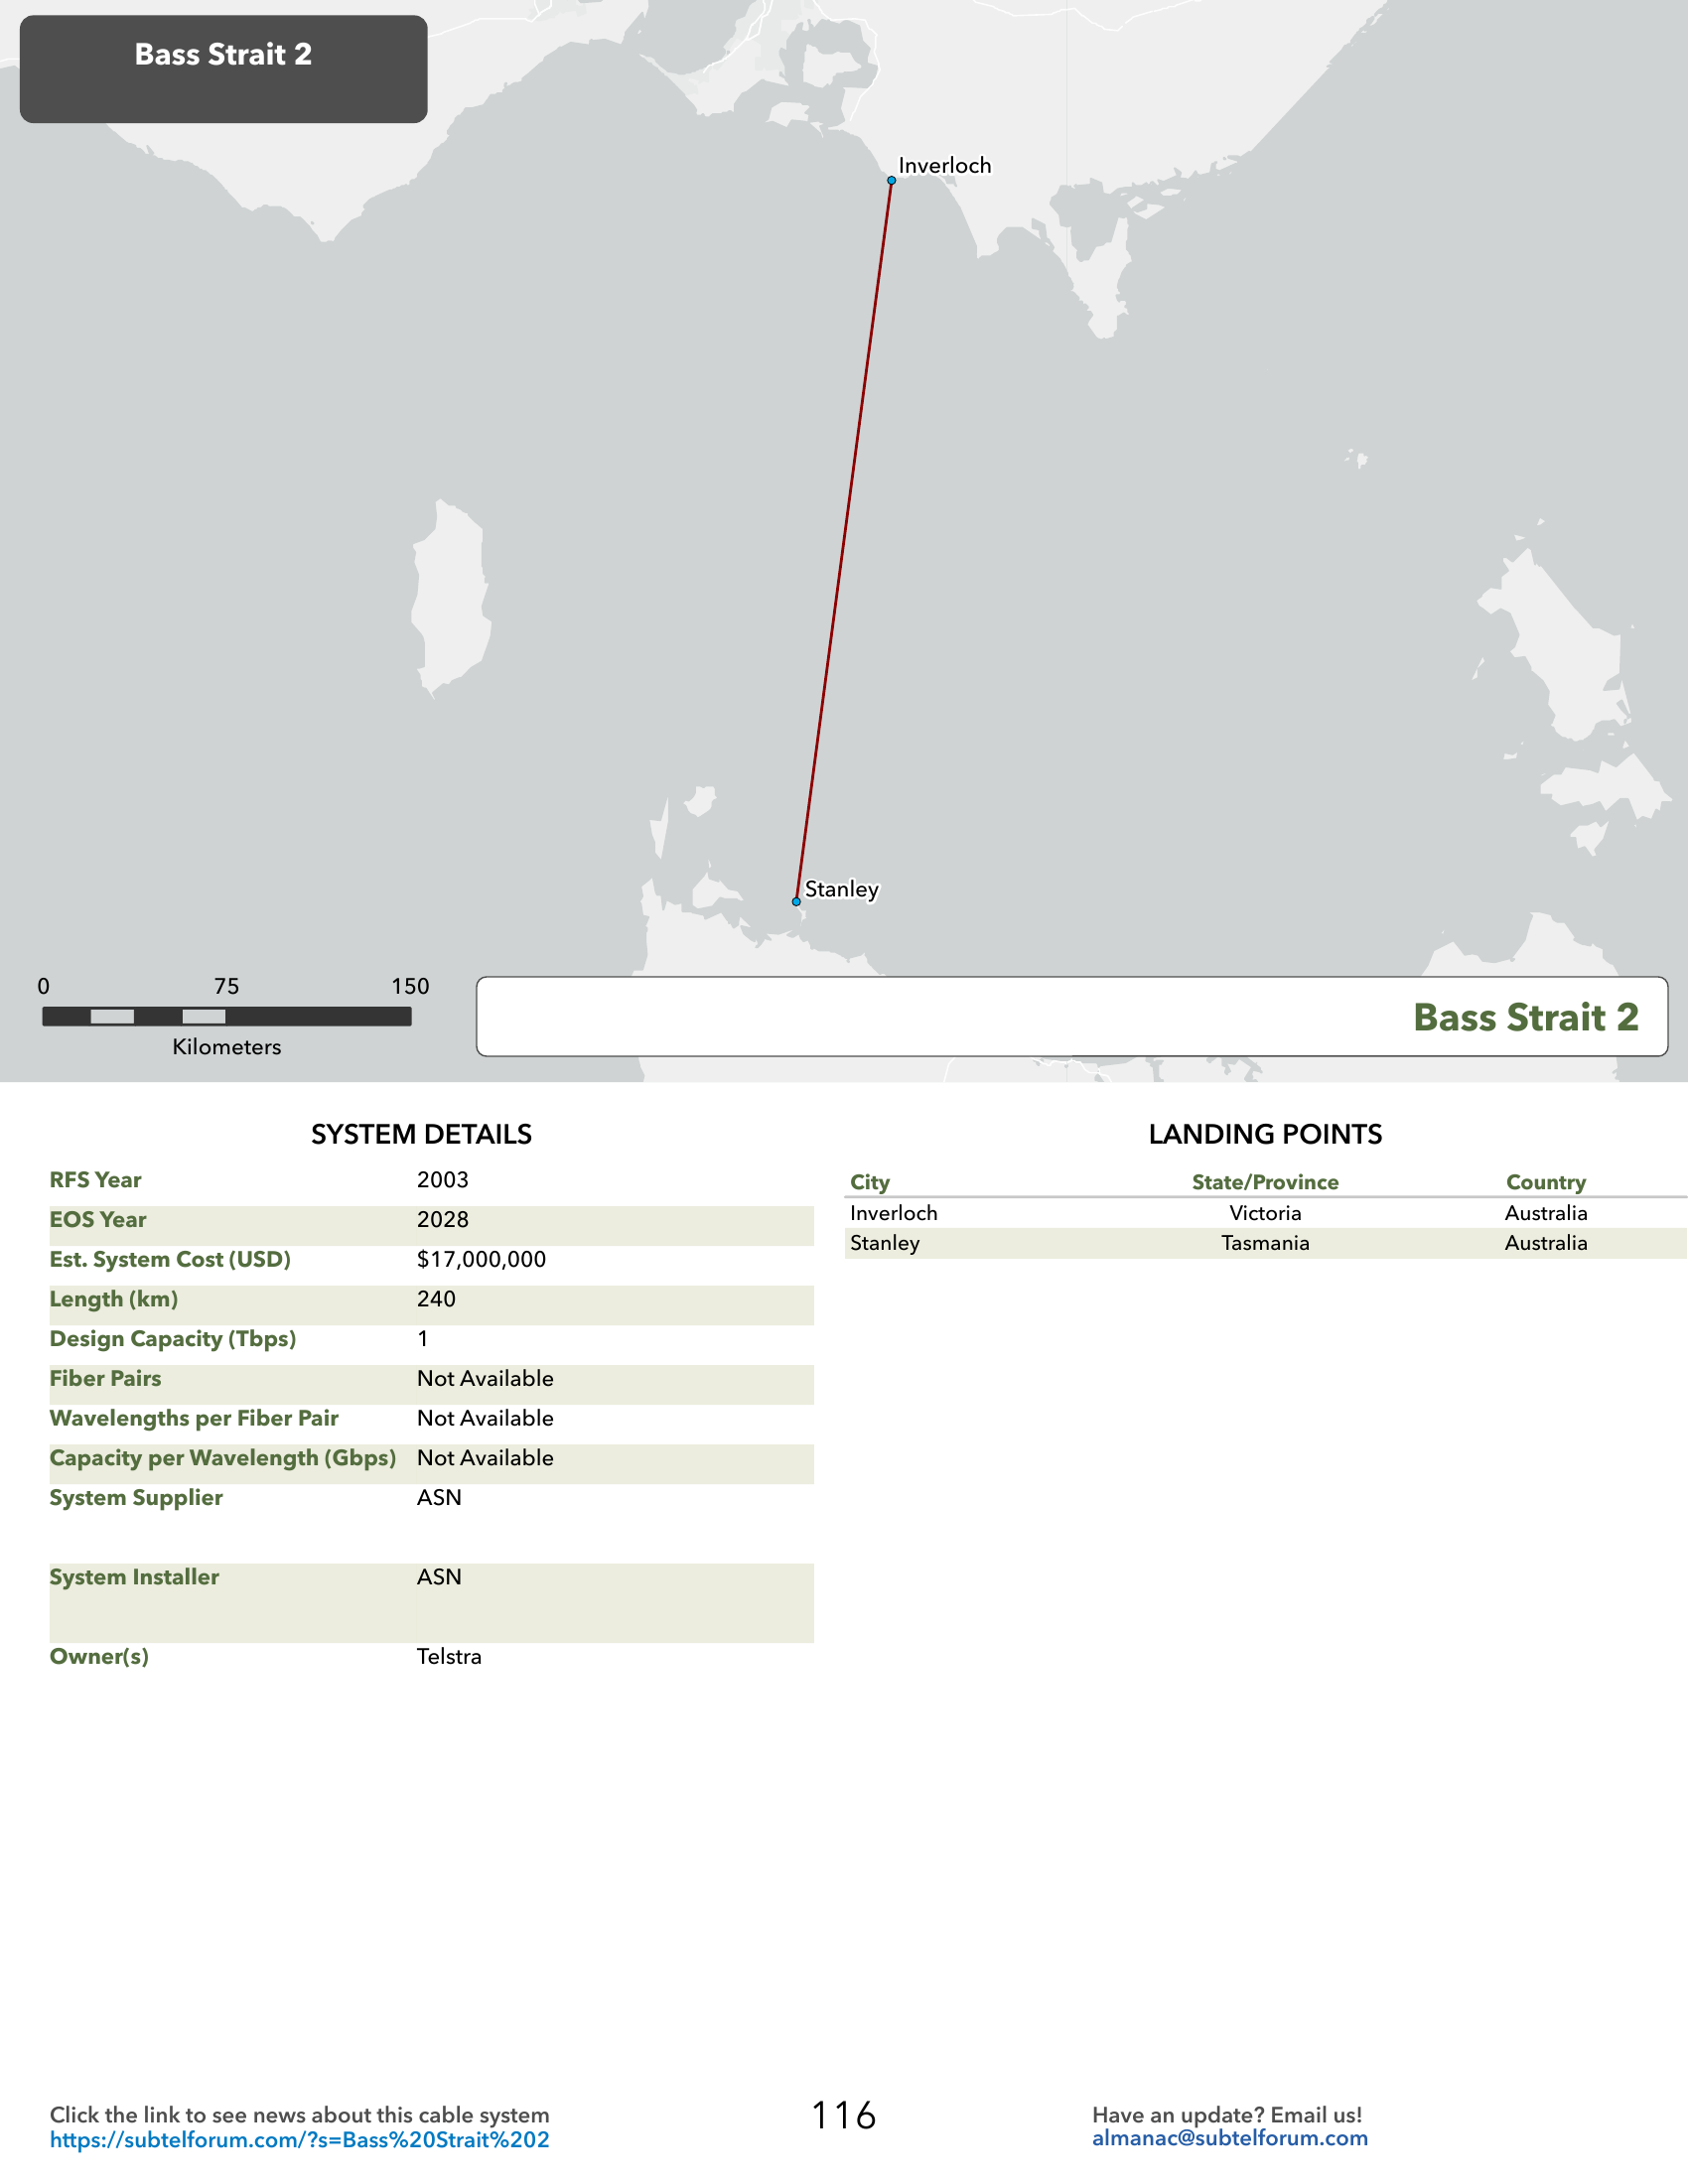 Bass Strait 2
Inverloch
Stanley
0 75 150
Kilometers
Bass Strait 2
SYSTEM DETAILS
RFS Year 2003
EOS Year 2028
Est. System Cost (USD) $17,000,000
Length (km) 240
Design Capacity (Tbps) 1
Fiber Pairs Not Available
Wavelengths per Fiber Pair Not Available
Capacity per Wavelength (Gbps) Not Available
System Supplier ASN
System Installer ASN
Owner(s) Telstra
LANDING POINTS
City State/Province Country
Inverloch Victoria Australia
Stanley Tasmania Australia
Click the link to see news about this cable system
https://subtelforum.com/?s=Bass%20Strait%202
116
Have an update? Email us!
almanac@subtelforum.com